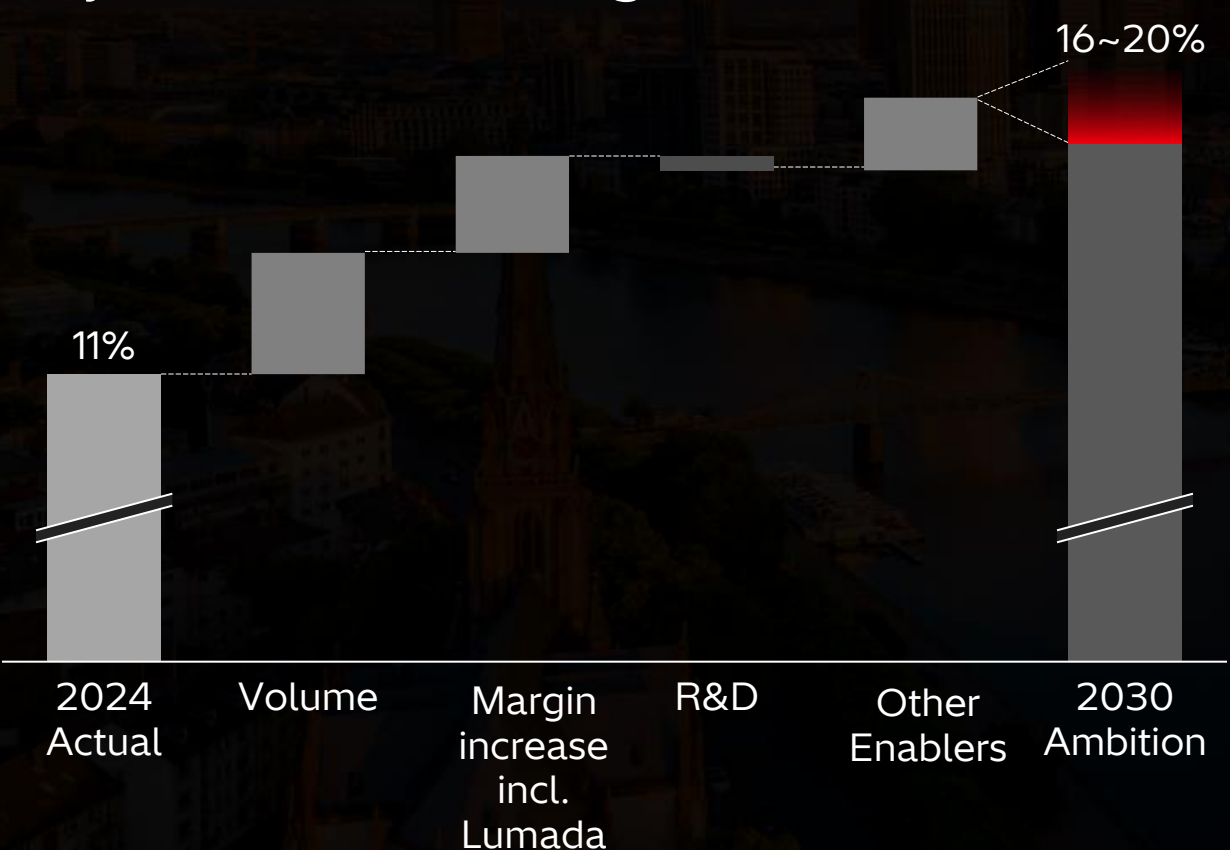 16~20%
11%
2024
Actual
Volume
Margin
increase
incl.
Lumada
R&D
Other
Enablers
2030
Ambition